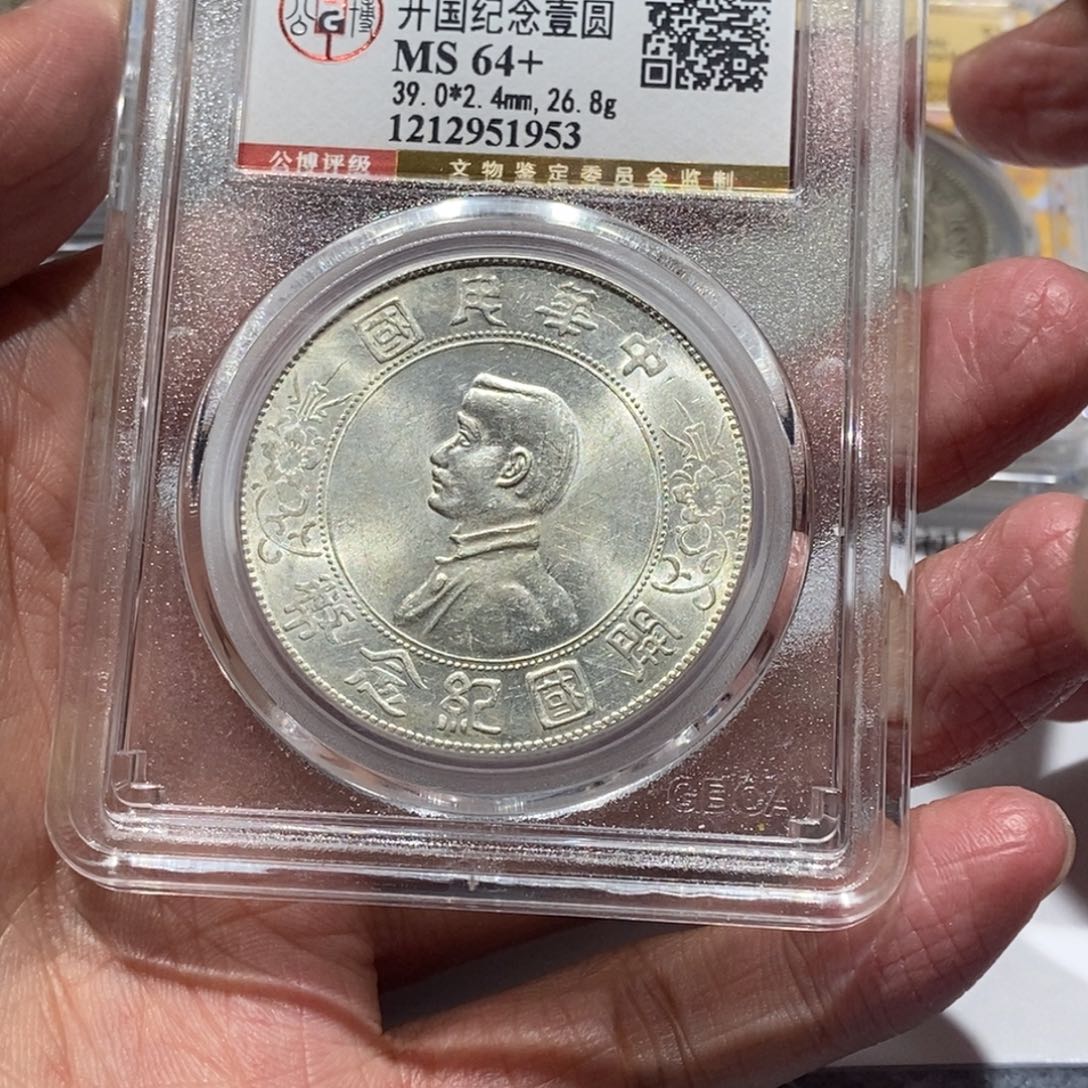 公 G 博
开国纪念壹圆
MS 64+
39.0*2.4mm,26.8g
1212951953
公博评级
文物鉴定委员会监制
中華民國
開國紀念幣
GBCA